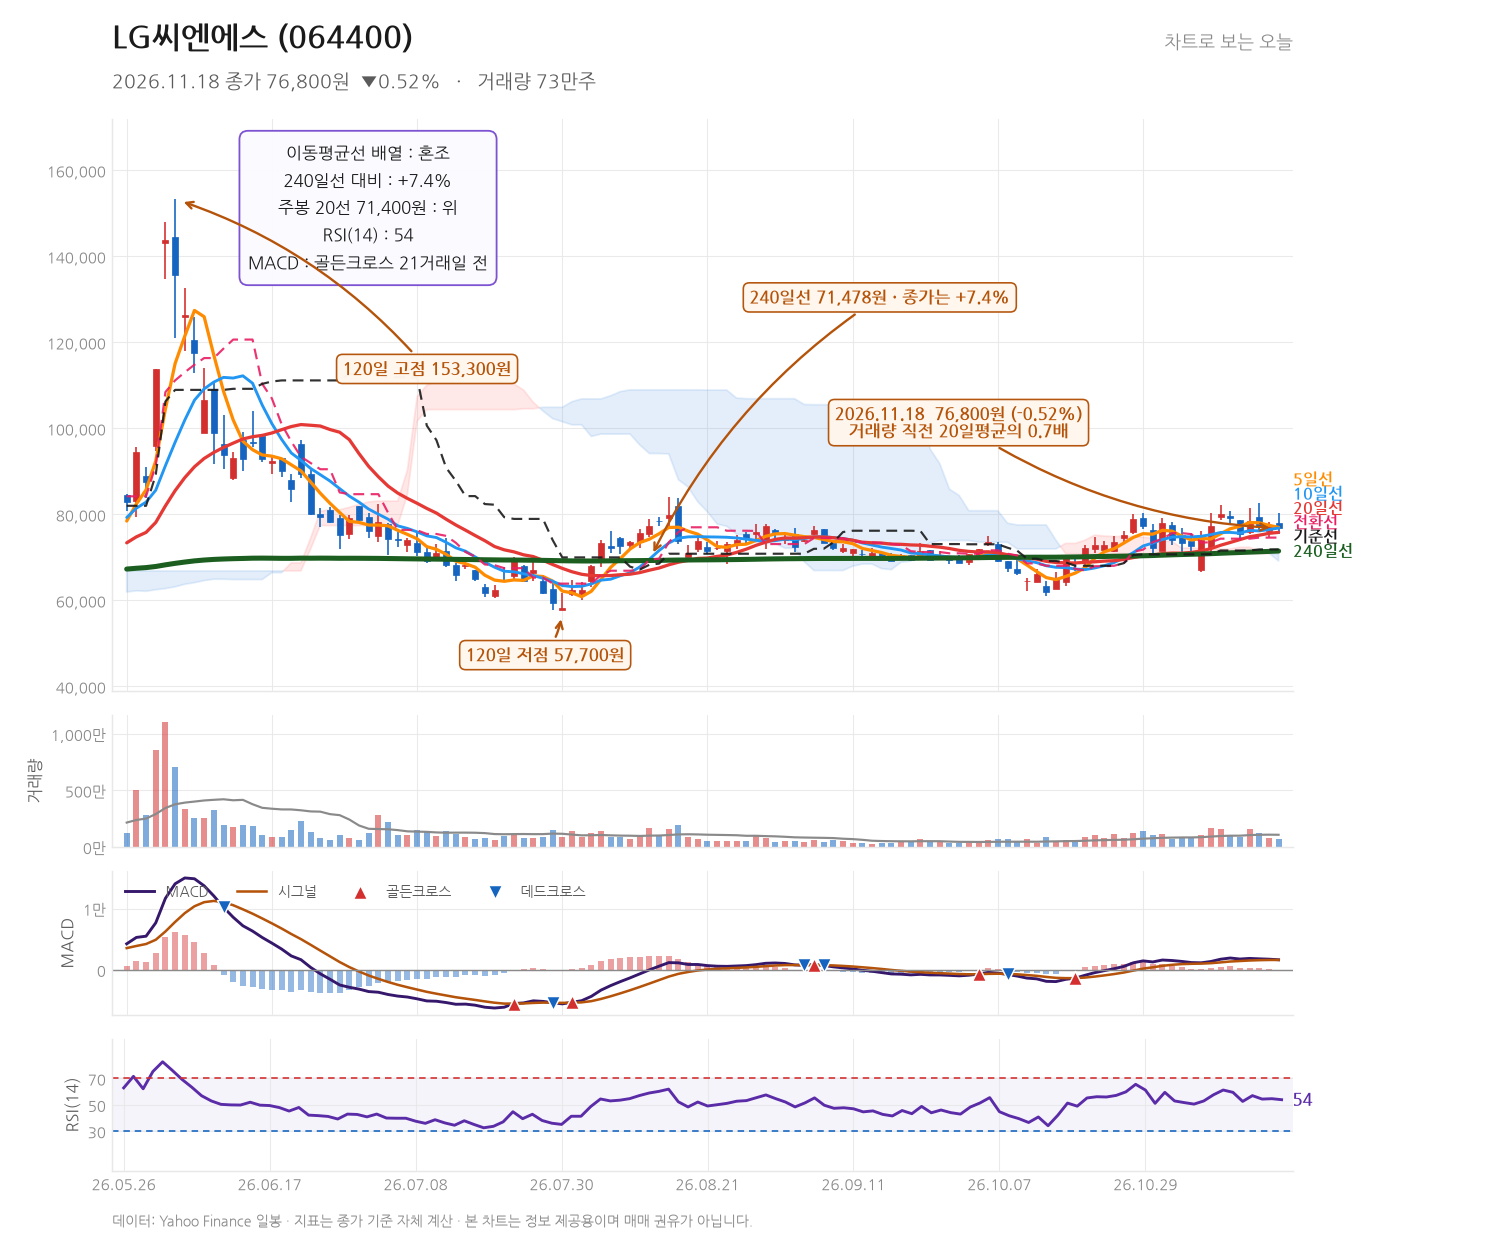 LG씨엔에스 (064400)
차트로 보는 오늘
2026.11.18 종가 76,800원 ▼0.52% · 거래량 73만주
160,000
140,000
120,000
100,000
80,000
60,000
40,000
이동평균선 배열 : 혼조
240일선 대비 : +7.4%
주봉 20선 71,400원 : 위
RSI(14) : 54
MACD : 골든크로스 21거래일 전
240일선 71,478원 · 종가는 +7.4%
120일 고점 153,300원
2026.11.18 76,800원 (-0.52%)
거래량 직전 20일평균의 0.7배
120일 저점 57,700원
5일선
10일선
20일선
전환선
기준선
240일선
거래량
1,000만
500만
0만
MACD
1만
0
MACD
시그널
골든크로스
데드크로스
RSI(14)
70
50
30
54
26.05.26
26.06.17
26.07.08
26.07.30
26.08.21
26.09.11
26.10.07
26.10.29
데이터: Yahoo Finance 일봉 · 지표는 종가 기준 자체 계산 · 본 차트는 정보 제공용이며 매매 권유가 아닙니다.